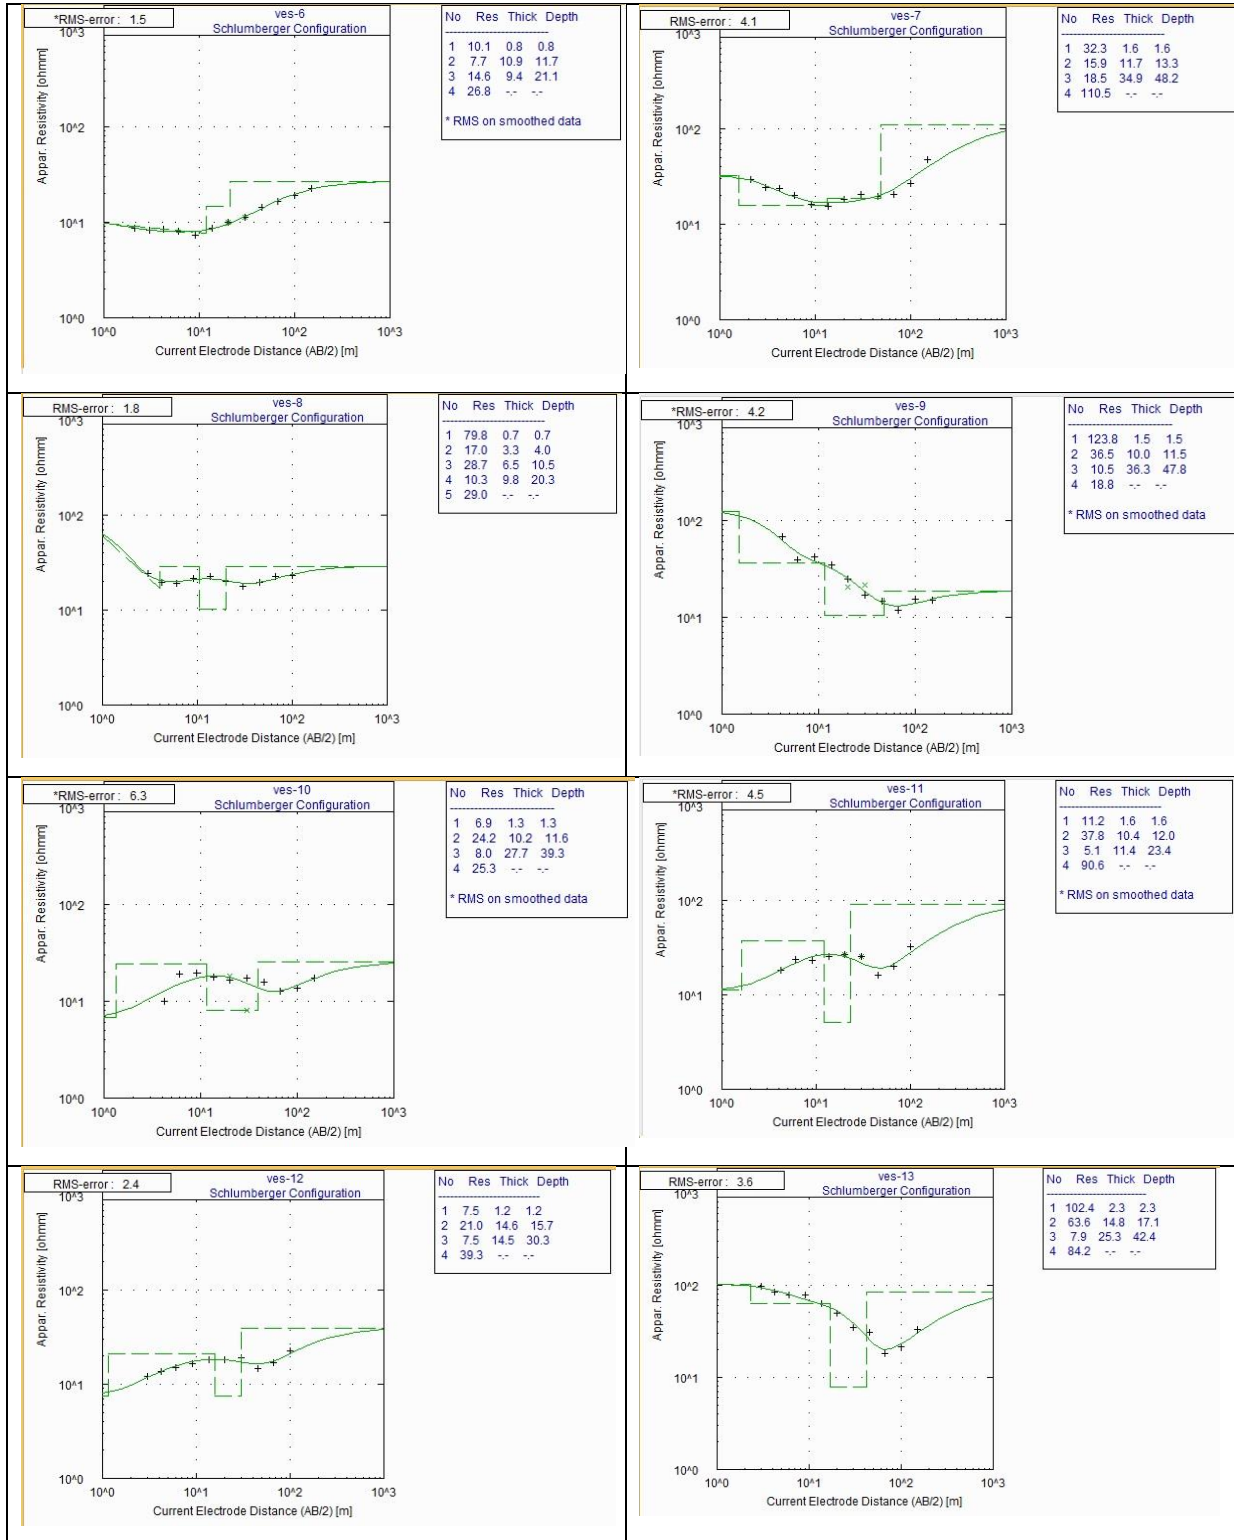 *RMS-error : 1.5
ves-6
Schlumberger Configuration
10^3
10^2
10^1
10^0
Appar. Resistivity [ohmm]
10^0 10^1 10^2 10^3
Current Electrode Distance (AB/2) [m]
No Res Thick Depth
1 10.1 0.8 0.8
2 7.7 10.9 11.7
3 14.6 9.4 21.1
4 26.8 -.- -.-
* RMS on smoothed data
RMS-error : 4.1
ves-7
Schlumberger Configuration
10^3
10^2
10^1
10^0
Appar. Resistivity [ohmm]
10^0 10^1 10^2 10^3
Current Electrode Distance (AB/2) [m]
No Res Thick Depth
1 32.3 1.6 1.6
2 15.9 11.7 13.3
3 18.5 34.9 48.2
4 110.5 -.- -.-
RMS-error : 1.8
ves-8
Schlumberger Configuration
10^3
10^2
10^1
10^0
Appar. Resistivity [ohmm]
10^0 10^1 10^2 10^3
Current Electrode Distance (AB/2) [m]
No Res Thick Depth
1 79.8 0.7 0.7
2 17.0 3.3 4.0
3 28.7 6.5 10.5
4 10.3 9.8 20.3
5 29.0 -.- -.-
*RMS-error : 4.2
ves-9
Schlumberger Configuration
10^3
10^2
10^1
10^0
Appar. Resistivity [ohmm]
10^0 10^1 10^2 10^3
Current Electrode Distance (AB/2) [m]
No Res Thick Depth
1 123.8 1.5 1.5
2 36.5 10.0 11.5
3 10.5 36.3 47.8
4 18.8 -.- -.-
* RMS on smoothed data
*RMS-error : 6.3
ves-10
Schlumberger Configuration
10^3
10^2
10^1
10^0
Appar. Resistivity [ohmm]
10^0 10^1 10^2 10^3
Current Electrode Distance (AB/2) [m]
No Res Thick Depth
1 6.9 1.3 1.3
2 24.2 10.2 11.6
3 8.0 27.7 39.3
4 25.3 -.- -.-
* RMS on smoothed data
*RMS-error : 4.5
ves-11
Schlumberger Configuration
10^3
10^2
10^1
10^0
Appar. Resistivity [ohmm]
10^0 10^1 10^2 10^3
Current Electrode Distance (AB/2) [m]
No Res Thick Depth
1 11.2 1.6 1.6
2 37.8 10.4 12.0
3 5.1 11.4 23.4
4 90.6 -.- -.-
* RMS on smoothed data
RMS-error : 2.4
ves-12
Schlumberger Configuration
10^3
10^2
10^1
10^0
Appar. Resistivity [ohmm]
10^0 10^1 10^2 10^3
Current Electrode Distance (AB/2) [m]
No Res Thick Depth
1 7.5 1.2 1.2
2 21.0 14.6 15.7
3 7.5 14.5 30.3
4 39.3 -.- -.-
RMS-error : 3.6
ves-13
Schlumberger Configuration
10^3
10^2
10^1
10^0
Appar. Resistivity [ohmm]
10^0 10^1 10^2 10^3
Current Electrode Distance (AB/2) [m]
No Res Thick Depth
1 102.4 2.3 2.3
2 63.6 14.8 17.1
3 7.9 25.3 42.4
4 84.2 -.- -.-